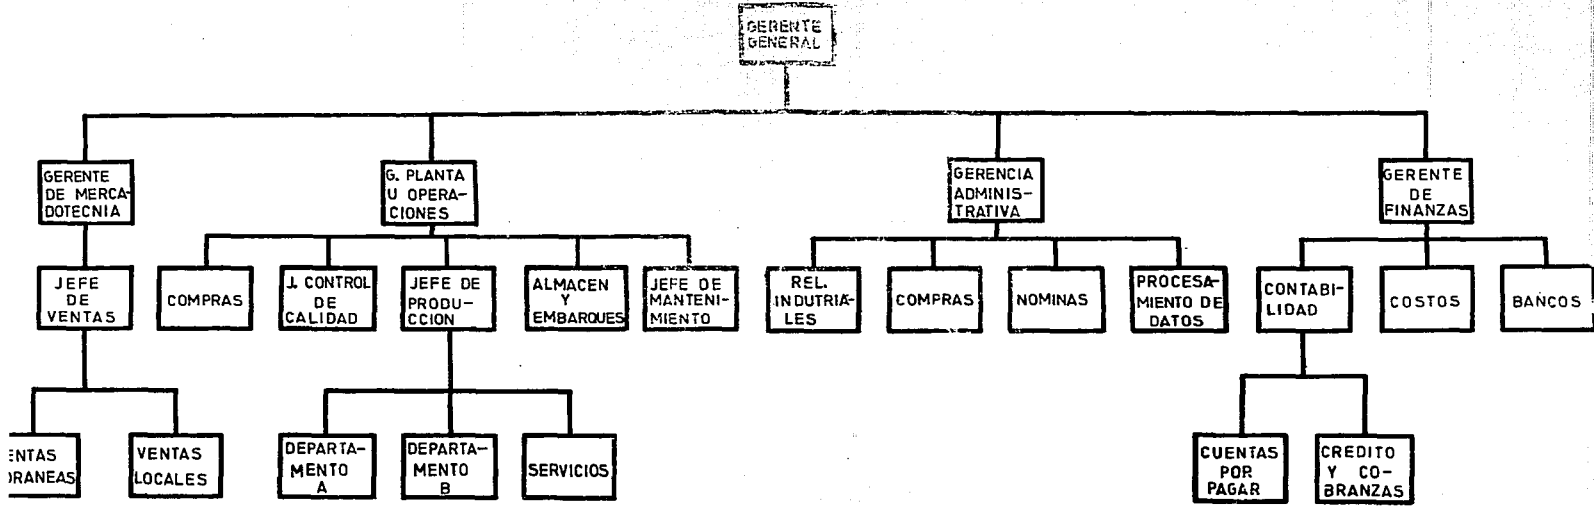 GERENTE
GENERAL
GERENTE
DE MERCA-
DOTECNIA
G. PLANTA
U OPERA-
CIONES
GERENCIA
ADMINIS-
TRATIVA
GERENTE
DE
FINANZAS
JEFE
DE
VENTAS
COMPRAS
J. CONTROL
DE
CALIDAD
JEFE DE
PRODU-
CCION
ALMACEN
Y
EMBARQUES
JEFE DE
MANTENI-
MIENTO
REL.
INDUTRIA-
LES
COMPRAS
NOMINAS
PROCESA-
MIENTO DE
DATOS
CONTABI-
LIDAD
COSTOS
BANCOS
ENTAS
RANEAS
VENTAS
LOCALES
DEPARTA-
MENTO
A
DEPARTA-
MENTO
B
SERVICIOS
CUENTAS
POR
PAGAR
CREDITO
Y CO-
BRANZAS